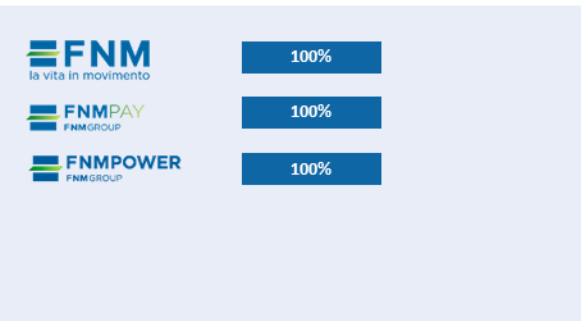 FNM
la vita in movimento
100%
FNMPAY
FNMGROUP
100%
FNMPOWER
FNMGROUP
100%